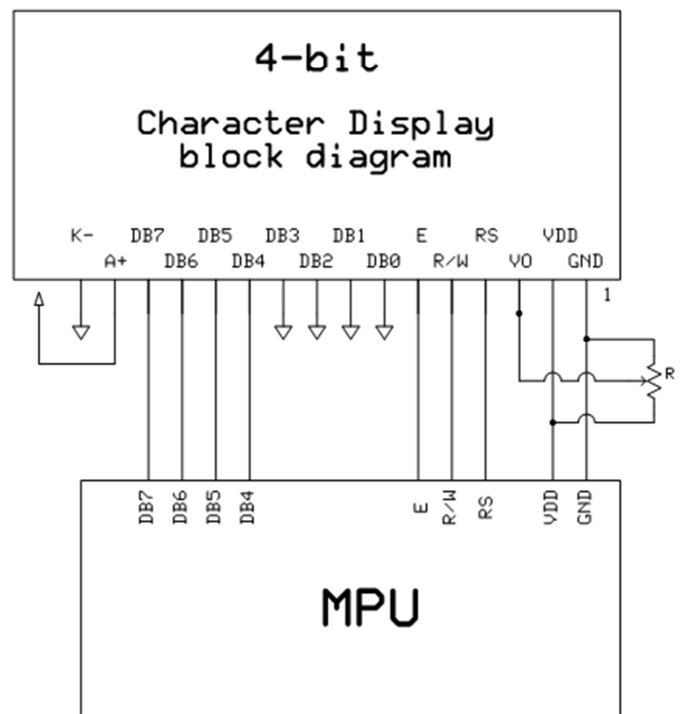 4-bit
Character Display
block diagram
K- DB7 DB5 DB3 DB1 E RS VDD
A+ DB6 DB4 DB2 DB0 R/W VO GND
1
R
DB7 DB6 DB5 DB4 E R/W RS VDD GND
MPU